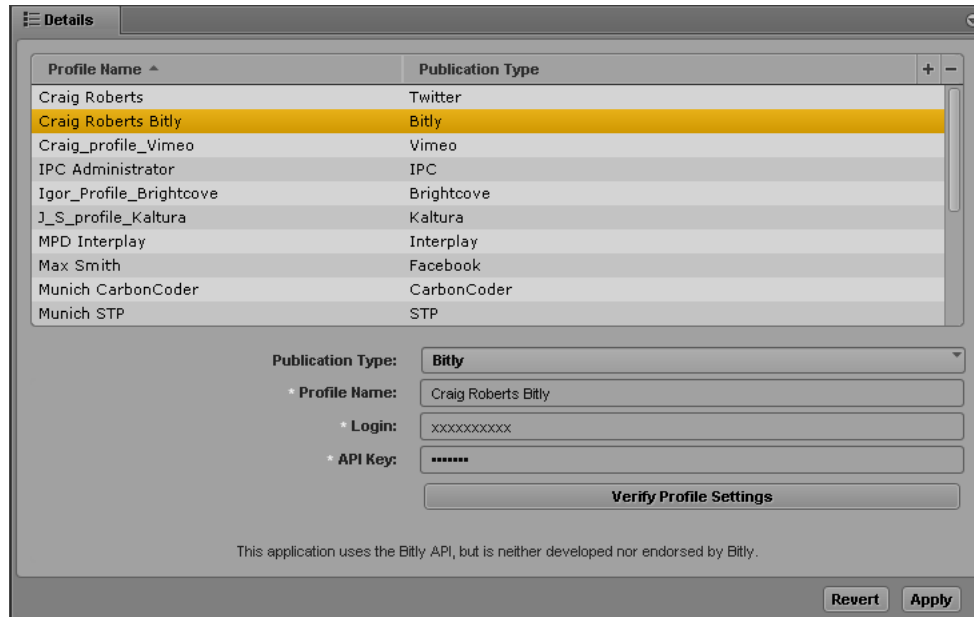 Details
Profile Name Publication Type + -
Craig Roberts Twitter
Craig Roberts Bitly Bitly
Craig_profile_Vimeo Vimeo
IPC Administrator IPC
Igor_Profile_Brightcove Brightcove
J_S_profile_Kaltura Kaltura
MPD Interplay Interplay
Max Smith Facebook
Munich CarbonCoder CarbonCoder
Munich STP STP
Publication Type: Bitly
* Profile Name: Craig Roberts Bitly
* Login: xxxxxxxxxx
* API Key: •••••••
Verify Profile Settings
This application uses the Bitly API, but is neither developed nor endorsed by Bitly.
Revert Apply